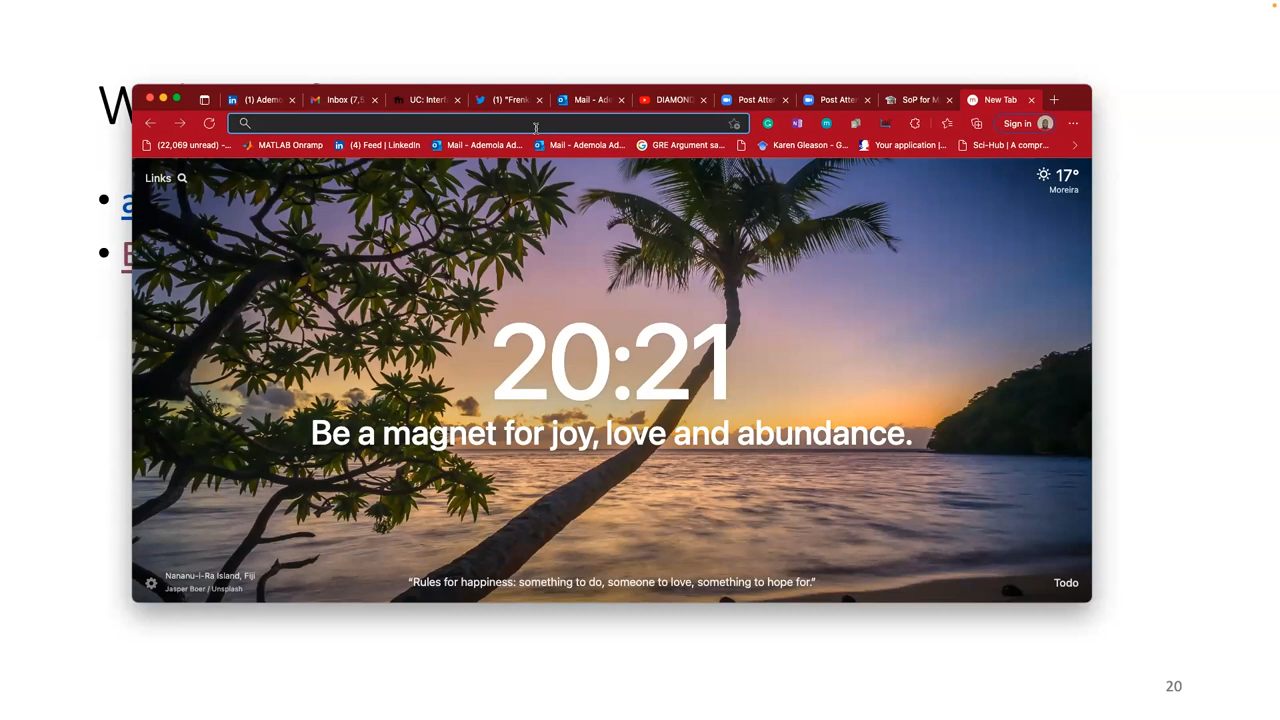 W
(1) Ademo
Inbox (7,5
UC: Interf
(1) "Frenk
Mail - Ade
DIAMOND
Post Atter
Post Atter
SoP for M
New Tab
Sign in
(22,069 unread) -...
MATLAB Onramp
(4) Feed | LinkedIn
Mail - Ademola Ad...
Mail - Ademola Ad...
GRE Argument sa...
Karen Gleason - G...
Your application |...
Sci-Hub | A compr...
Links
17°
Moreira
a
E
20:21
Be a magnet for joy, love and abundance.
Nananu-i-Ra Island, Fiji
Jasper Boer / Unsplash
“Rules for happiness: something to do, someone to love, something to hope for.”
Todo
20